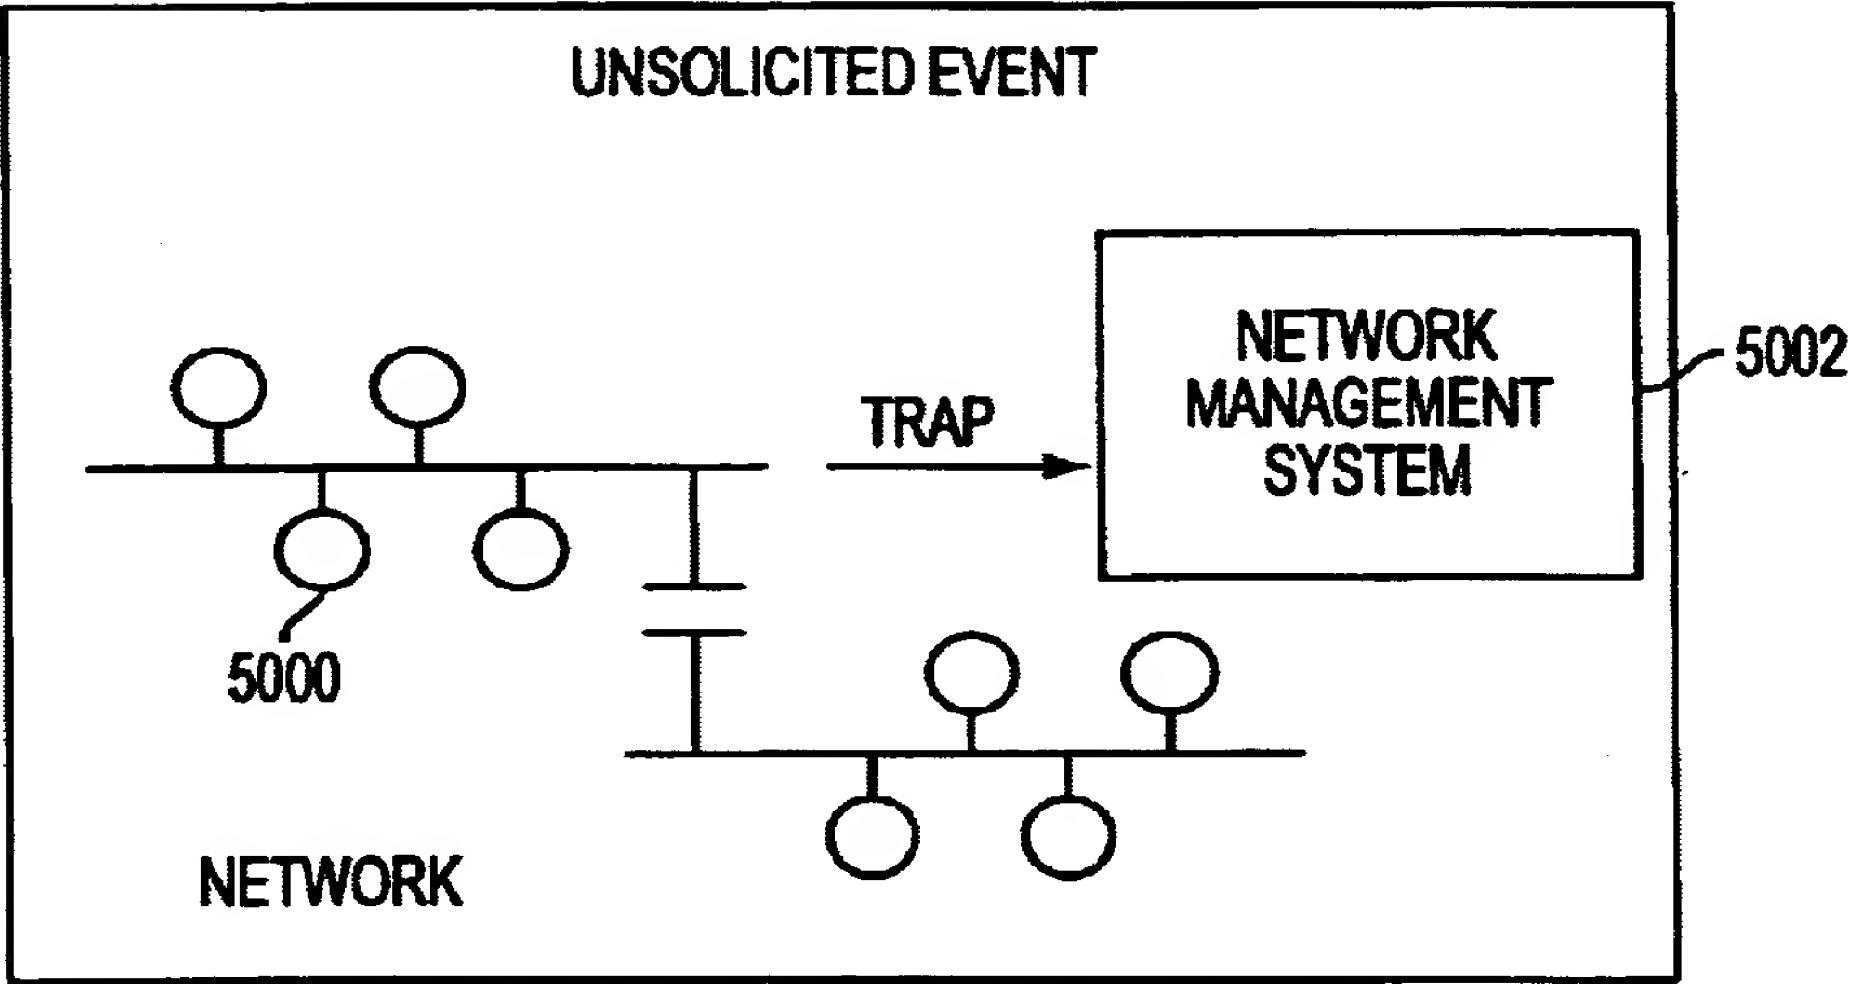 UNSOLICITED EVENT
NETWORK
MANAGEMENT
SYSTEM
5002
TRAP
5000
NETWORK